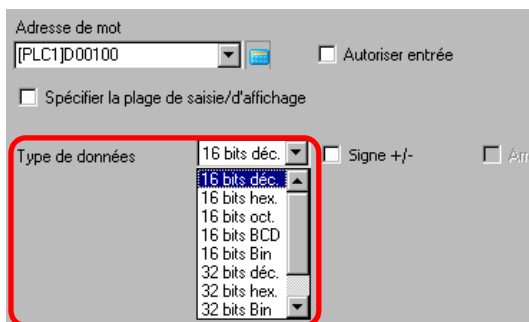 Adresse de mot
[PLC1]D00100
Autoriser entrée
Spécifier la plage de saisie/d'affichage
Type de données
16 bits déc.
Signe +/-
16 bits déc.
16 bits hex.
16 bits oct.
16 bits BCD
16 bits Bin
32 bits déc.
32 bits hex.
32 bits Bin